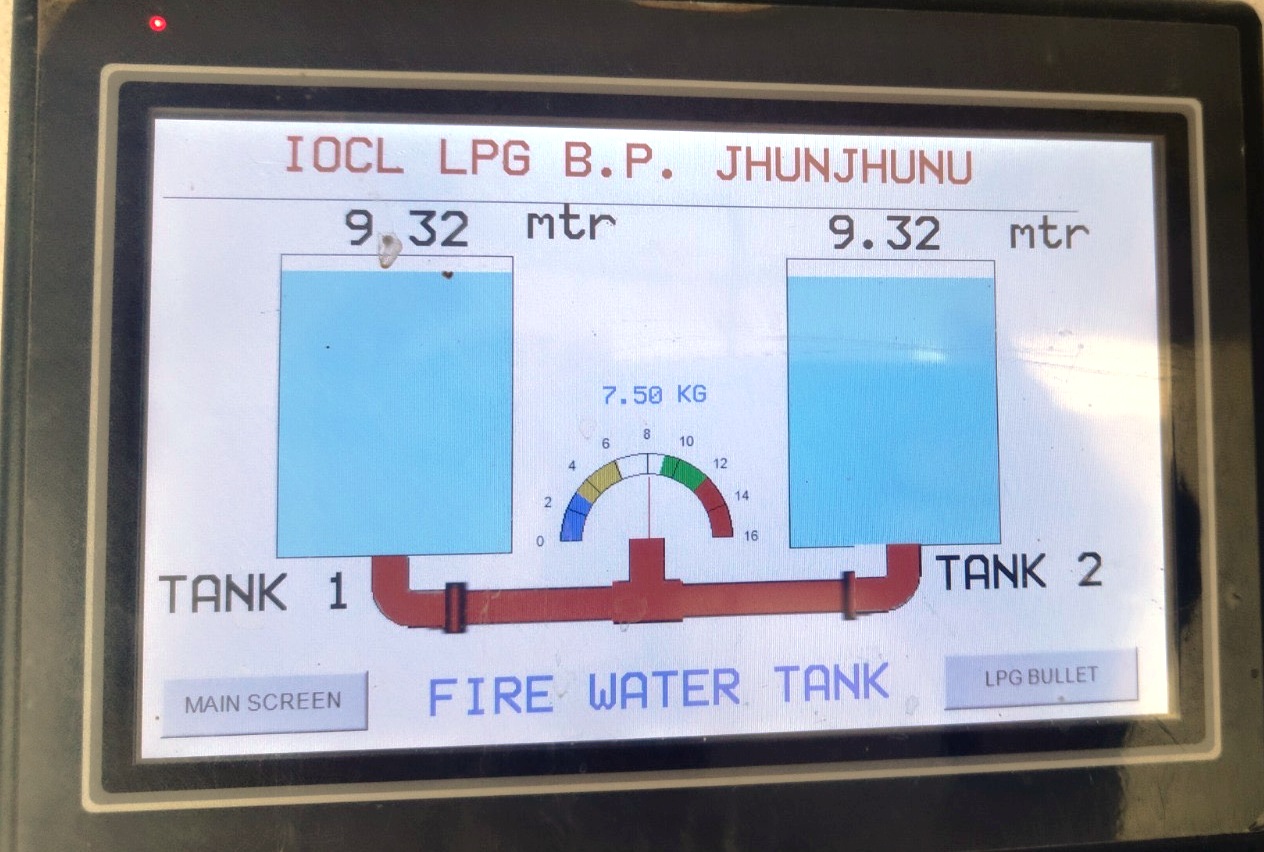 IOCL LPG B.P. JHUNJHUNU
9.32 mtr
9.32 mtr
7.50 KG
0 2 4 6 8 10 12 14 16
TANK 1
TANK 2
MAIN SCREEN
FIRE WATER TANK
LPG BULLET